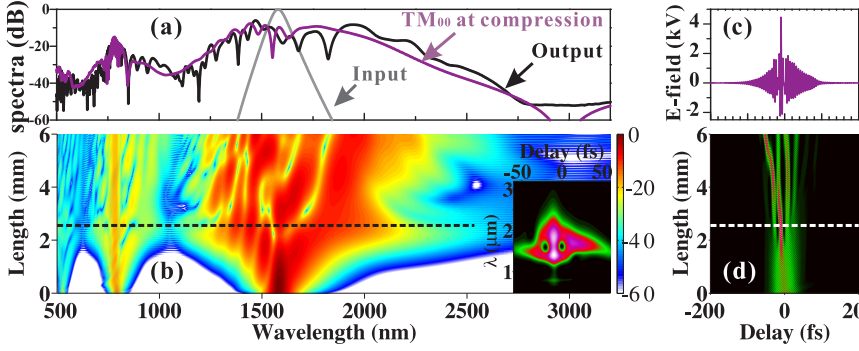 spectra (dB)
0
-20
-40
-60
(a)
TM₀₀ at compression
Input
Output
E-field (kV)
4
2
0
-2
(c)
Length (mm)
6
4
2
0
(b)
Delay (fs)
-50 0 50
λ (μm)
3
2
1
0
-20
-40
-60
500 1000 1500 2000 2500 3000
Wavelength (nm)
Length (mm)
6
4
2
0
(d)
-200 0 20
Delay (fs)